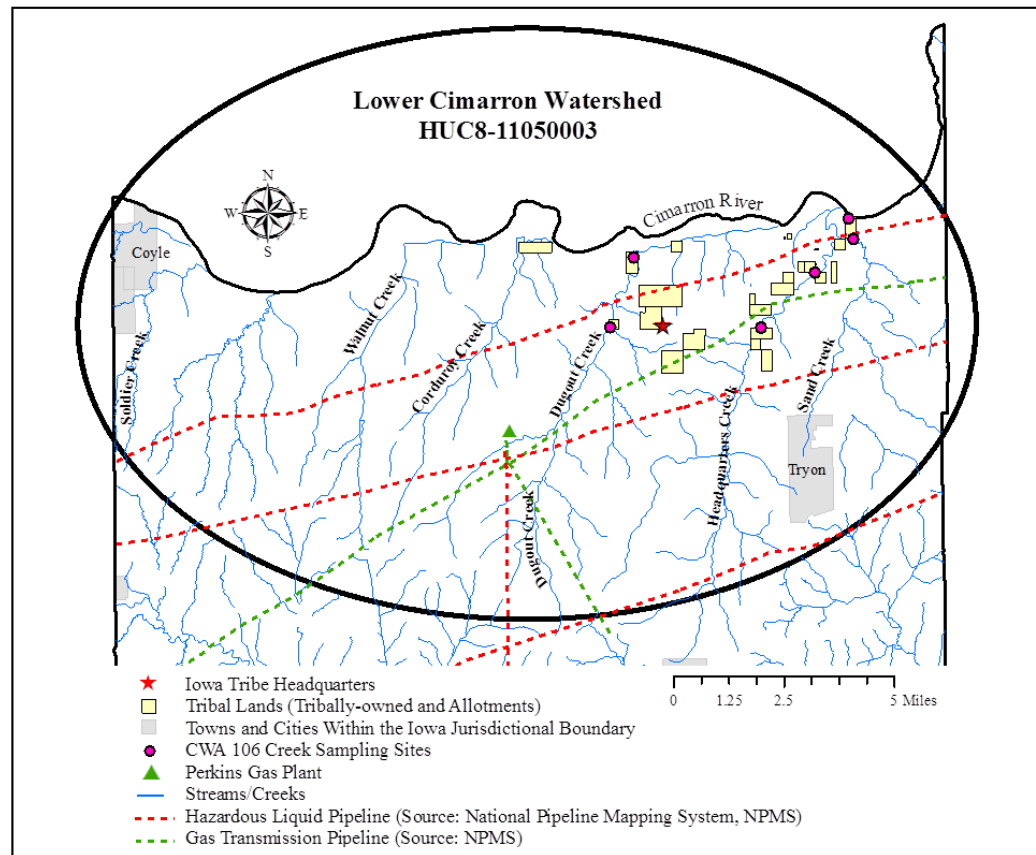 Lower Cimarron Watershed
HUC8-11050003
N
W
E
S
Cimarron River
Coyle
Soldier Creek
Walnut Creek
Corduroy Creek
Dugout Creek
Headquarters Creek
Sand Creek
Tryon
Dugout Creek
Iowa Tribe Headquarters
Tribal Lands (Tribally-owned and Allotments)
Towns and Cities Within the Iowa Jurisdictional Boundary
CWA 106 Creek Sampling Sites
Perkins Gas Plant
Streams/Creeks
Hazardous Liquid Pipeline (Source: National Pipeline Mapping System, NPMS)
Gas Transmission Pipeline (Source: NPMS)
0 1.25 2.5 5 Miles